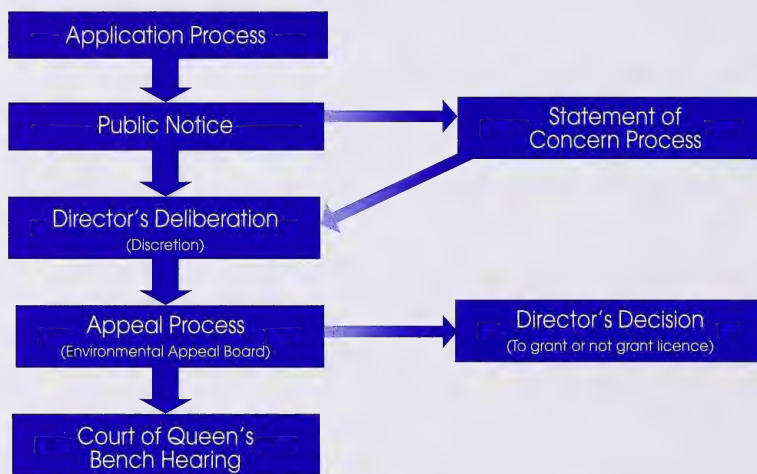 Application Process
Public Notice
Statement of
Concern Process
Director's Deliberation
(Discretion)
Appeal Process
(Environmental Appeal Board)
Director's Decision
(To grant or not grant licence)
Court of Queen's
Bench Hearing